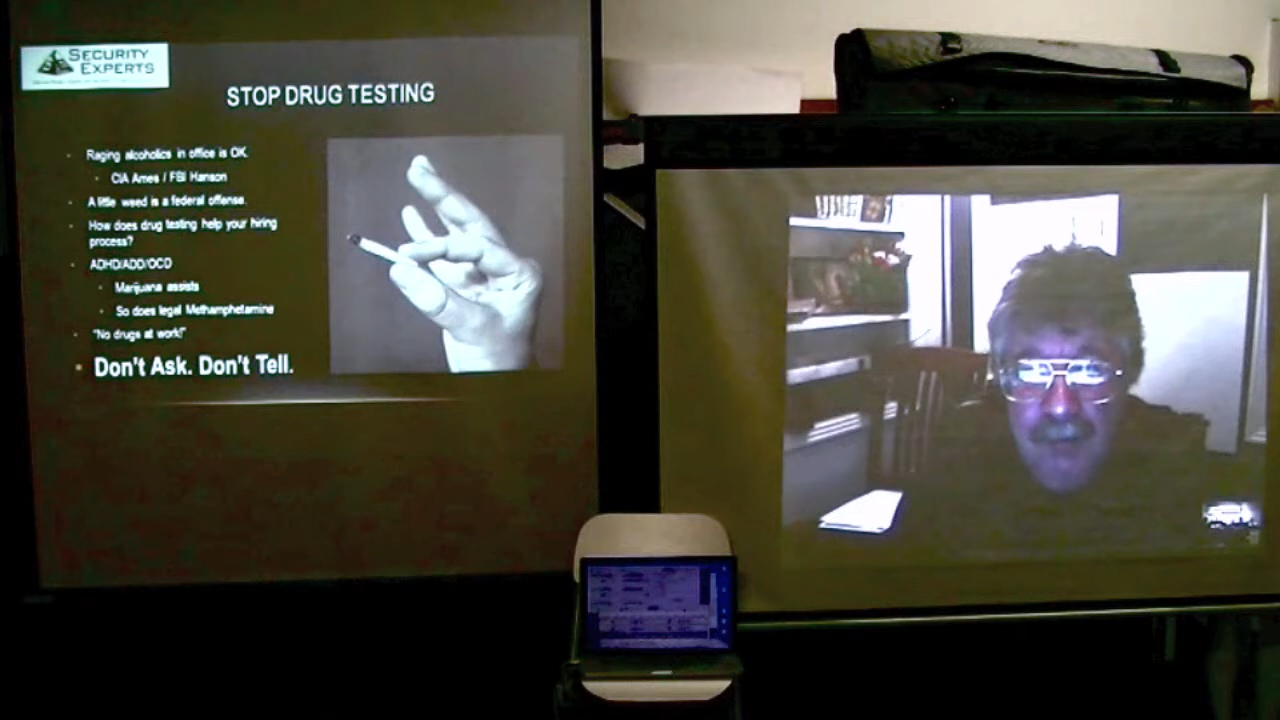 SECURITY
EXPERTS
STOP DRUG TESTING
Raging alcoholics in office is OK.
CIA Ames / FBI Hanson
A little weed is a federal offense.
How does drug testing help your hiring
process?
ADHD/ADD/OCD
Marijuana assists
So does legal Methamphetamine
"No drugs at work!"
Don't Ask. Don't Tell.